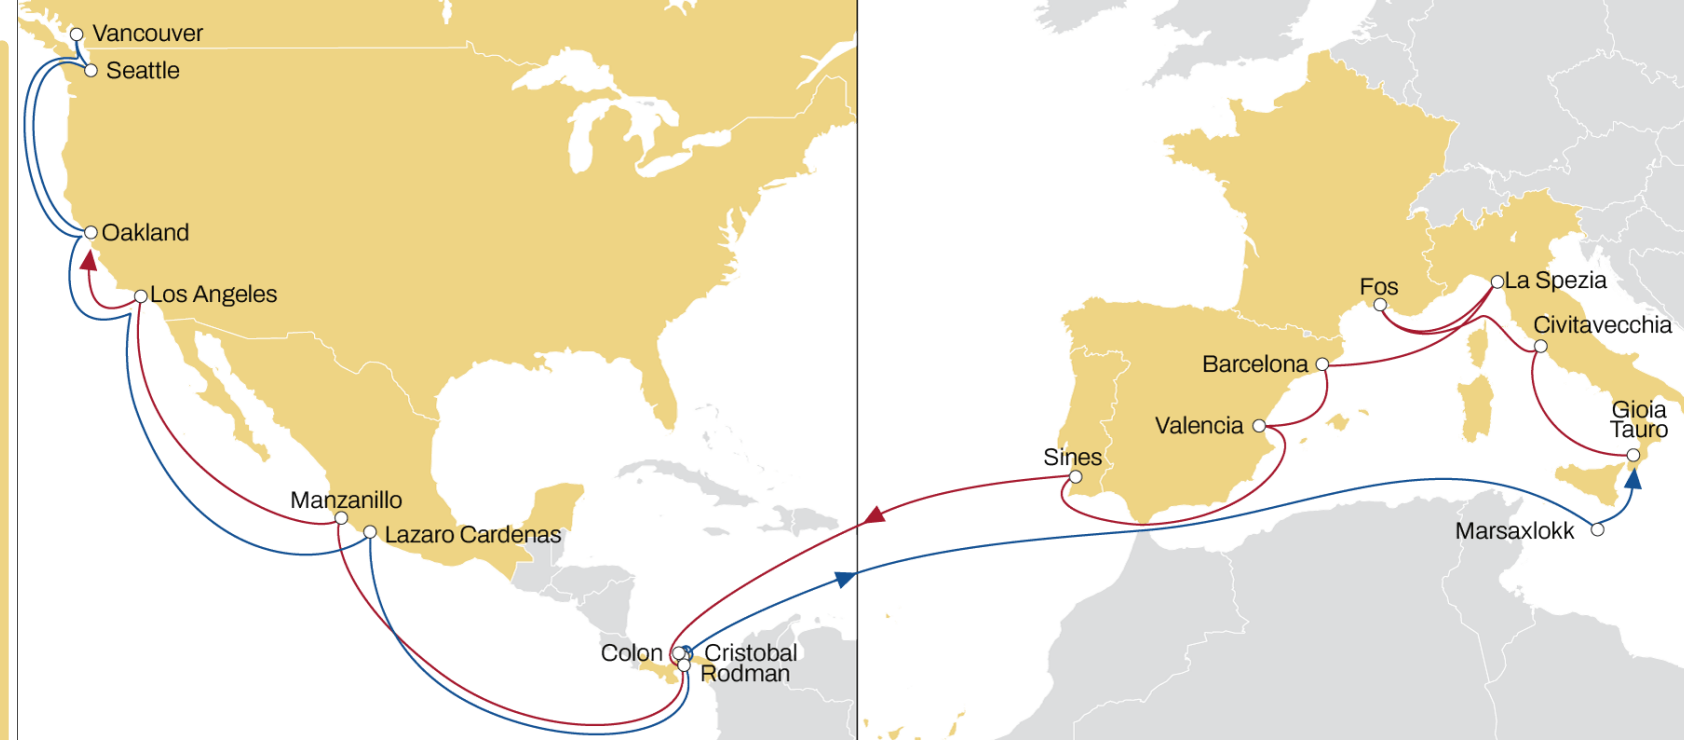 Vancouver
Seattle
Oakland
Los Angeles
Manzanillo
Lazaro Cardenas
Colon
Cristobal
Rodman
Fos
La Spezia
Civitavecchia
Barcelona
Gioia
Tauro
Valencia
Sines
Marsaxlokk